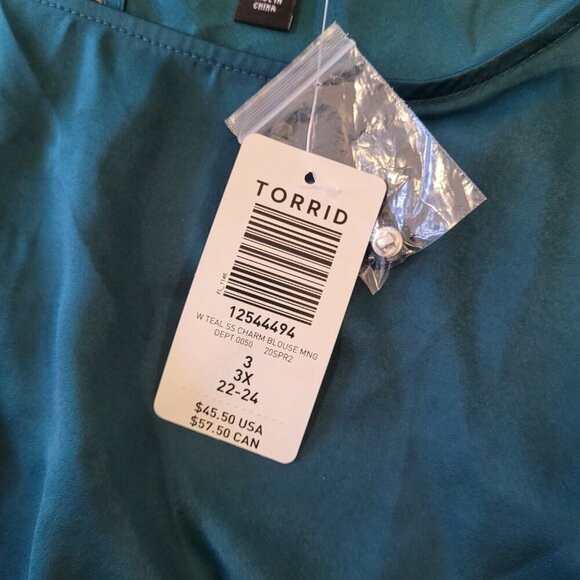 CHINA
TORRID
12544494
W TEAL SS CHARM BLOUSE MNG
DEPT 0050 20SPR2
3
3X
22-24
$45.50 USA
$57.50 CAN